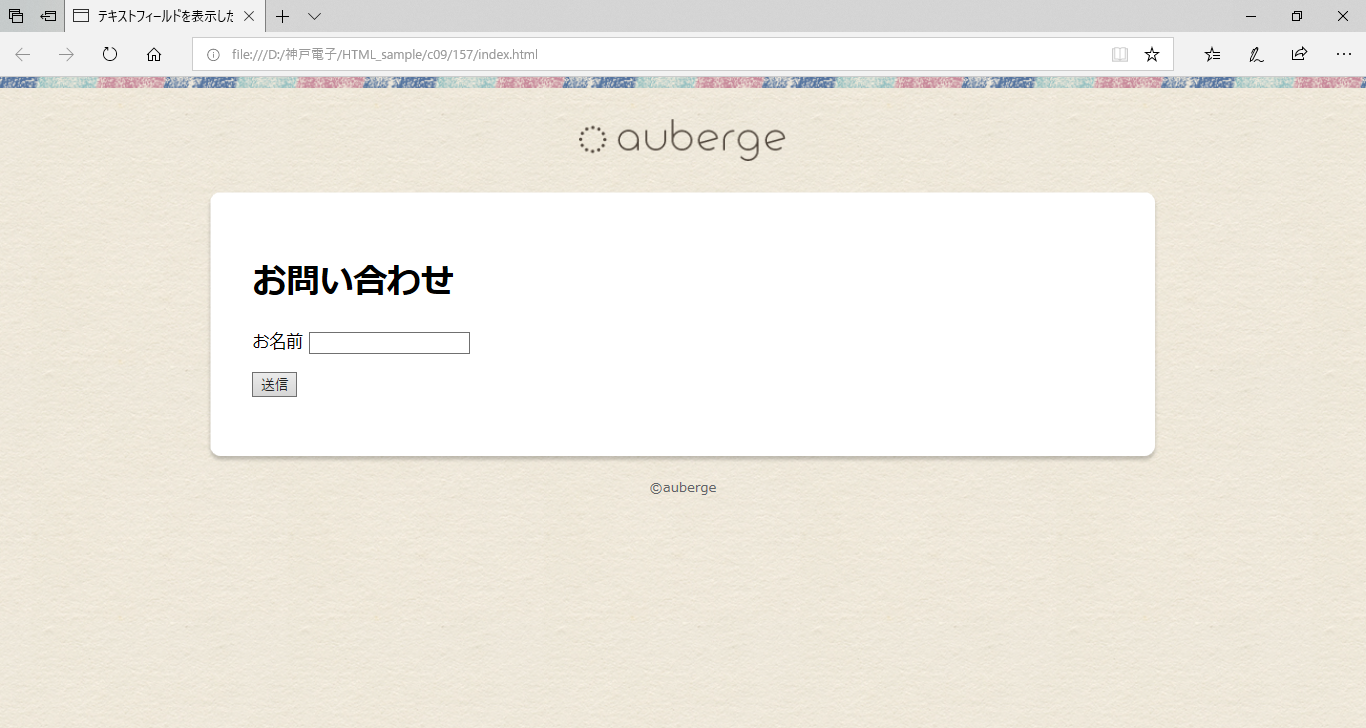 テキストフィールドを表示した
file:///D:/神戸電子/HTML_sample/c09/157/index.html
auberge
お問い合わせ
お名前
送信
©auberge